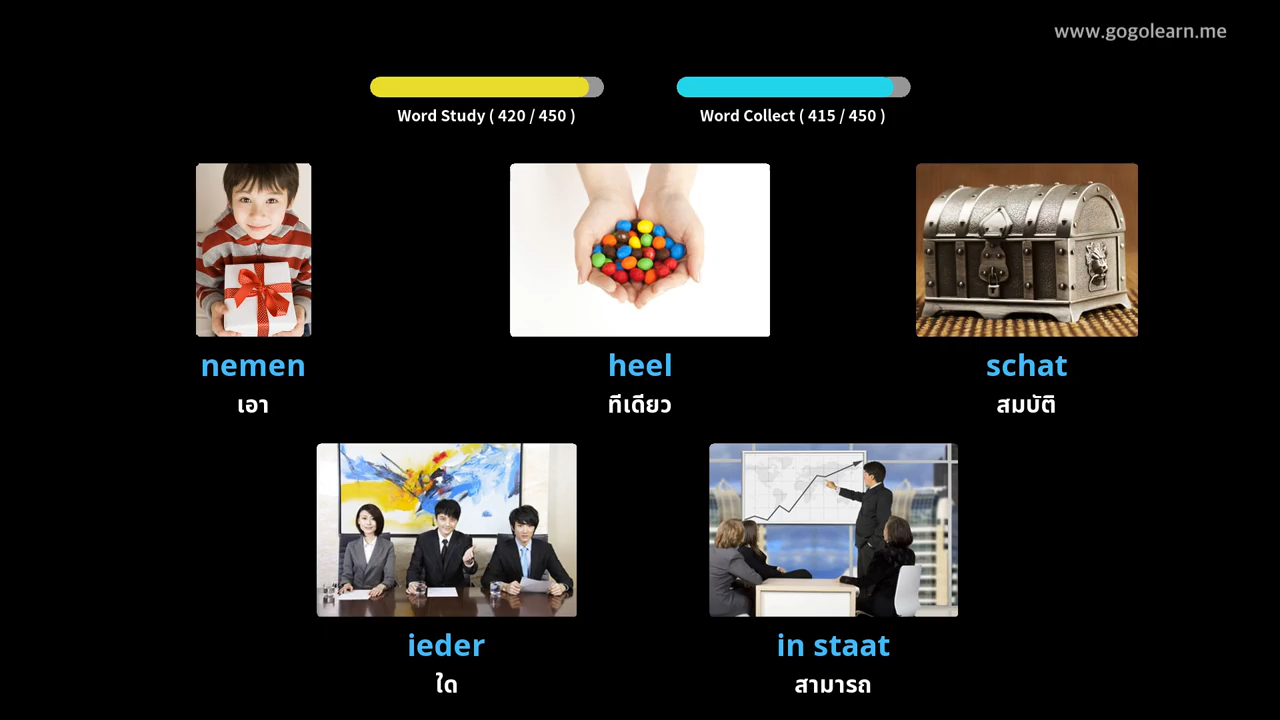 www.gogolearn.me
Word Study ( 420 / 450 )
Word Collect ( 415 / 450 )
nemen
เอา
heel
ทีเดียว
schat
สมบัติ
ieder
ใด
in staat
สามารถ